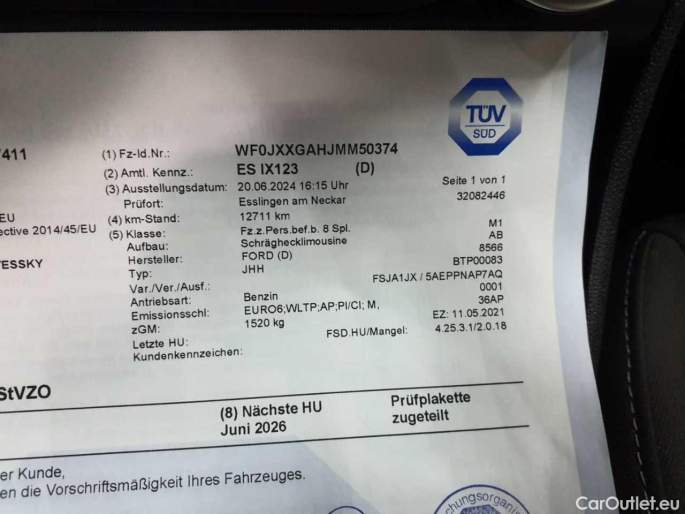 TÜV
SÜD
7411
(1) Fz-Id.Nr.: WF0JXXGAHJMM50374
(2) Amtl. Kennz.: ES IX123 (D)
(3) Ausstellungsdatum: 20.06.2024 16:15 Uhr Seite 1 von 1
Prüfort: Esslingen am Neckar 32082446
EU
(4) km-Stand: 12711 km
ective 2014/45/EU
(5) Klasse: Fz.z.Pers.bef.b. 8 Spl. M1
Aufbau: Schräghecklimousine AB
ESSKY
Hersteller: FORD (D) 8566
Typ: JHH BTP00083
Var./Ver./Ausf.: FSJA1JX / 5AEPPNAP7AQ
Antriebsart: Benzin 0001
Emissionsschl: EURO6;WLTP;AP;PI/CI; M, 36AP
zGM: 1520 kg EZ: 11.05.2021
Letzte HU: FSD.HU/Mangel: 4.25.3.1/2.0.18
Kundenkennzeichen:
StVZO
(8) Nächste HU Prüfplakette
Juni 2026 zugeteilt
er Kunde,
en die Vorschriftsmäßigkeit Ihres Fahrzeuges.
chungsorgani
CarOutlet.eu